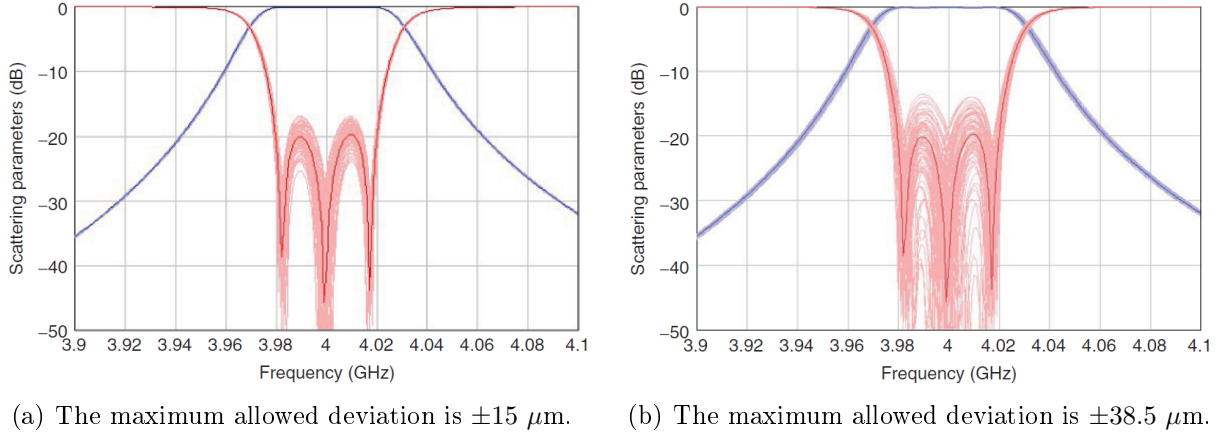 0
−10
−20
−30
−40
−50
Scattering parameters (dB)
3.9 3.92 3.94 3.96 3.98 4 4.02 4.04 4.06 4.08 4.1
Frequency (GHz)
(a) The maximum allowed deviation is ±15 μm.
0
−10
−20
−30
−40
−50
Scattering parameters (dB)
3.9 3.92 3.94 3.96 3.98 4 4.02 4.04 4.06 4.08 4.1
Frequency (GHz)
(b) The maximum allowed deviation is ±38.5 μm.